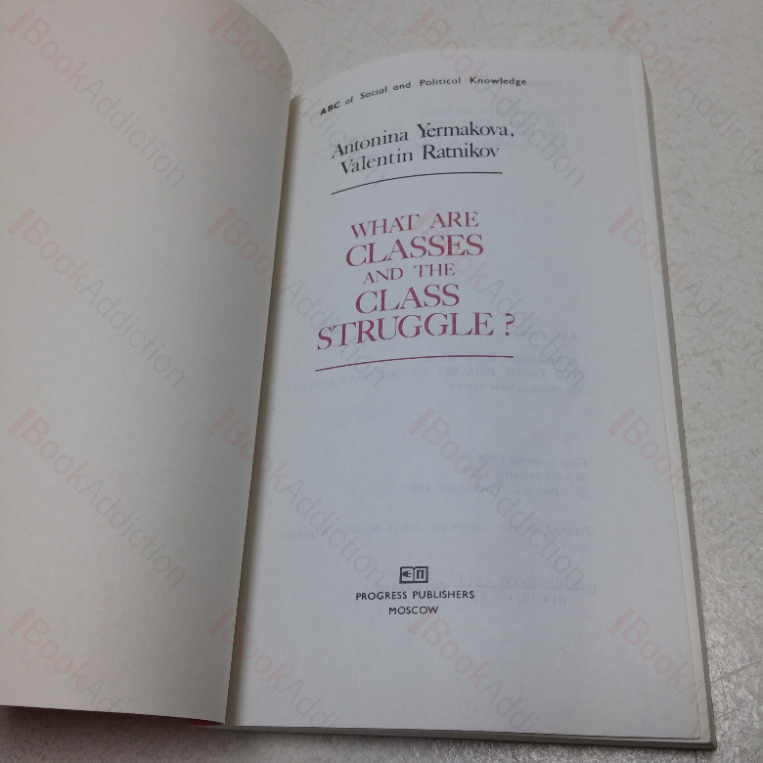 ABC of Social and Political Knowledge
Antonina Yermakova,
Valentin Ratnikov
WHAT ARE
CLASSES
AND THE
CLASS
STRUGGLE?
PROGRESS PUBLISHERS
MOSCOW
BookAddiction